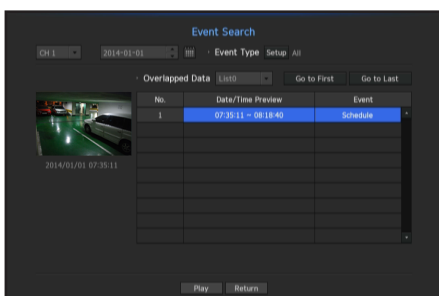 Event Search
CH 1 2014-01-01 · Event Type Setup All
· Overlapped Data List0 Go to First Go to Last
No. Date/Time Preview Event
1 07:35:11 ~ 08:18:40 Schedule
2014/01/01 07:35:11
Play Return